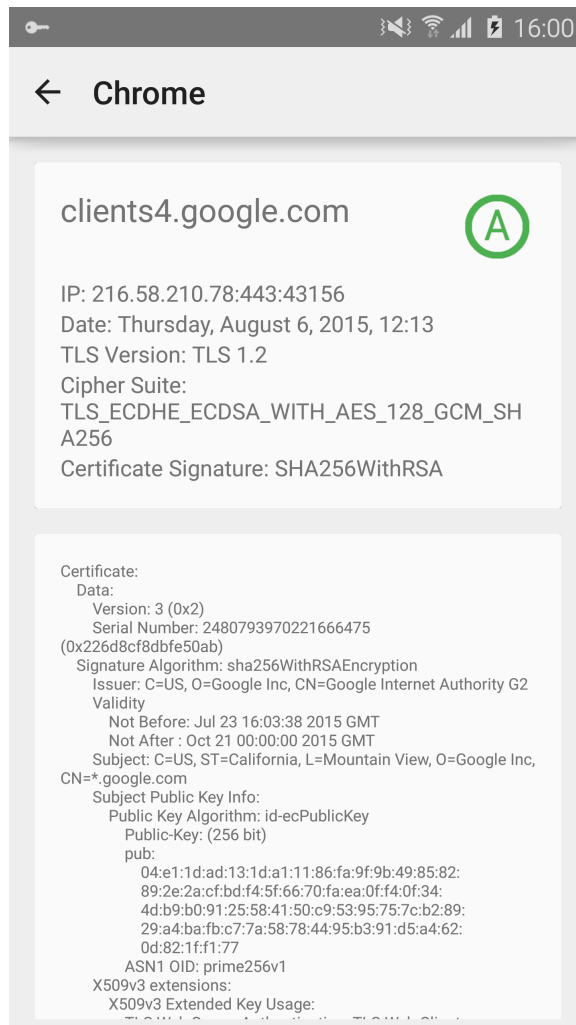 16:00
Chrome
clients4.google.com
A
IP: 216.58.210.78:443:43156
Date: Thursday, August 6, 2015, 12:13
TLS Version: TLS 1.2
Cipher Suite:
TLS_ECDHE_ECDSA_WITH_AES_128_GCM_SH
A256
Certificate Signature: SHA256WithRSA
Certificate:
Data:
Version: 3 (0x2)
Serial Number: 2480793970221666475
(0x226d8cf8dbfe50ab)
Signature Algorithm: sha256WithRSAEncryption
Issuer: C=US, O=Google Inc, CN=Google Internet Authority G2
Validity
Not Before: Jul 23 16:03:38 2015 GMT
Not After : Oct 21 00:00:00 2015 GMT
Subject: C=US, ST=California, L=Mountain View, O=Google Inc,
CN=*.google.com
Subject Public Key Info:
Public Key Algorithm: id-ecPublicKey
Public-Key: (256 bit)
pub:
04:e1:1d:ad:13:1d:a1:11:86:fa:9f:9b:49:85:82:
89:2e:2a:cf:bd:f4:5f:66:70:fa:ea:0f:f4:0f:34:
4d:b9:b0:91:25:58:41:50:c9:53:95:75:7c:b2:89:
29:a4:ba:fb:c7:7a:58:78:44:95:b3:91:d5:a4:62:
0d:82:1f:f1:77
ASN1 OID: prime256v1
X509v3 extensions:
X509v3 Extended Key Usage: